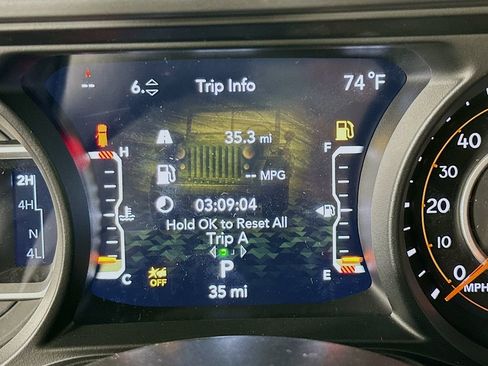 6. Trip Info 74 °F
-- 
H 35.3 mi F
-- MPG
03:09:04
Hold OK to Reset All
Trip A
P
C OFF 35 mi E
2H
4H
N
4L
40
30
20
10
0
MPH